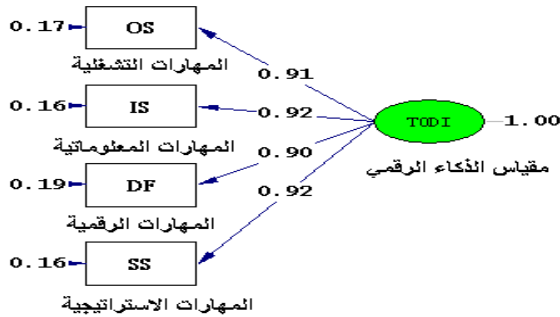 0.17
OS
المهارات التشغلية
0.91
0.16
IS
المهارات المعلوماتية
0.92
TODI
1.00
مقياس الذكاء الرقمي
0.90
0.19
DF
المهارات الرقمية
0.92
0.16
SS
المهارات الاستراتيجية